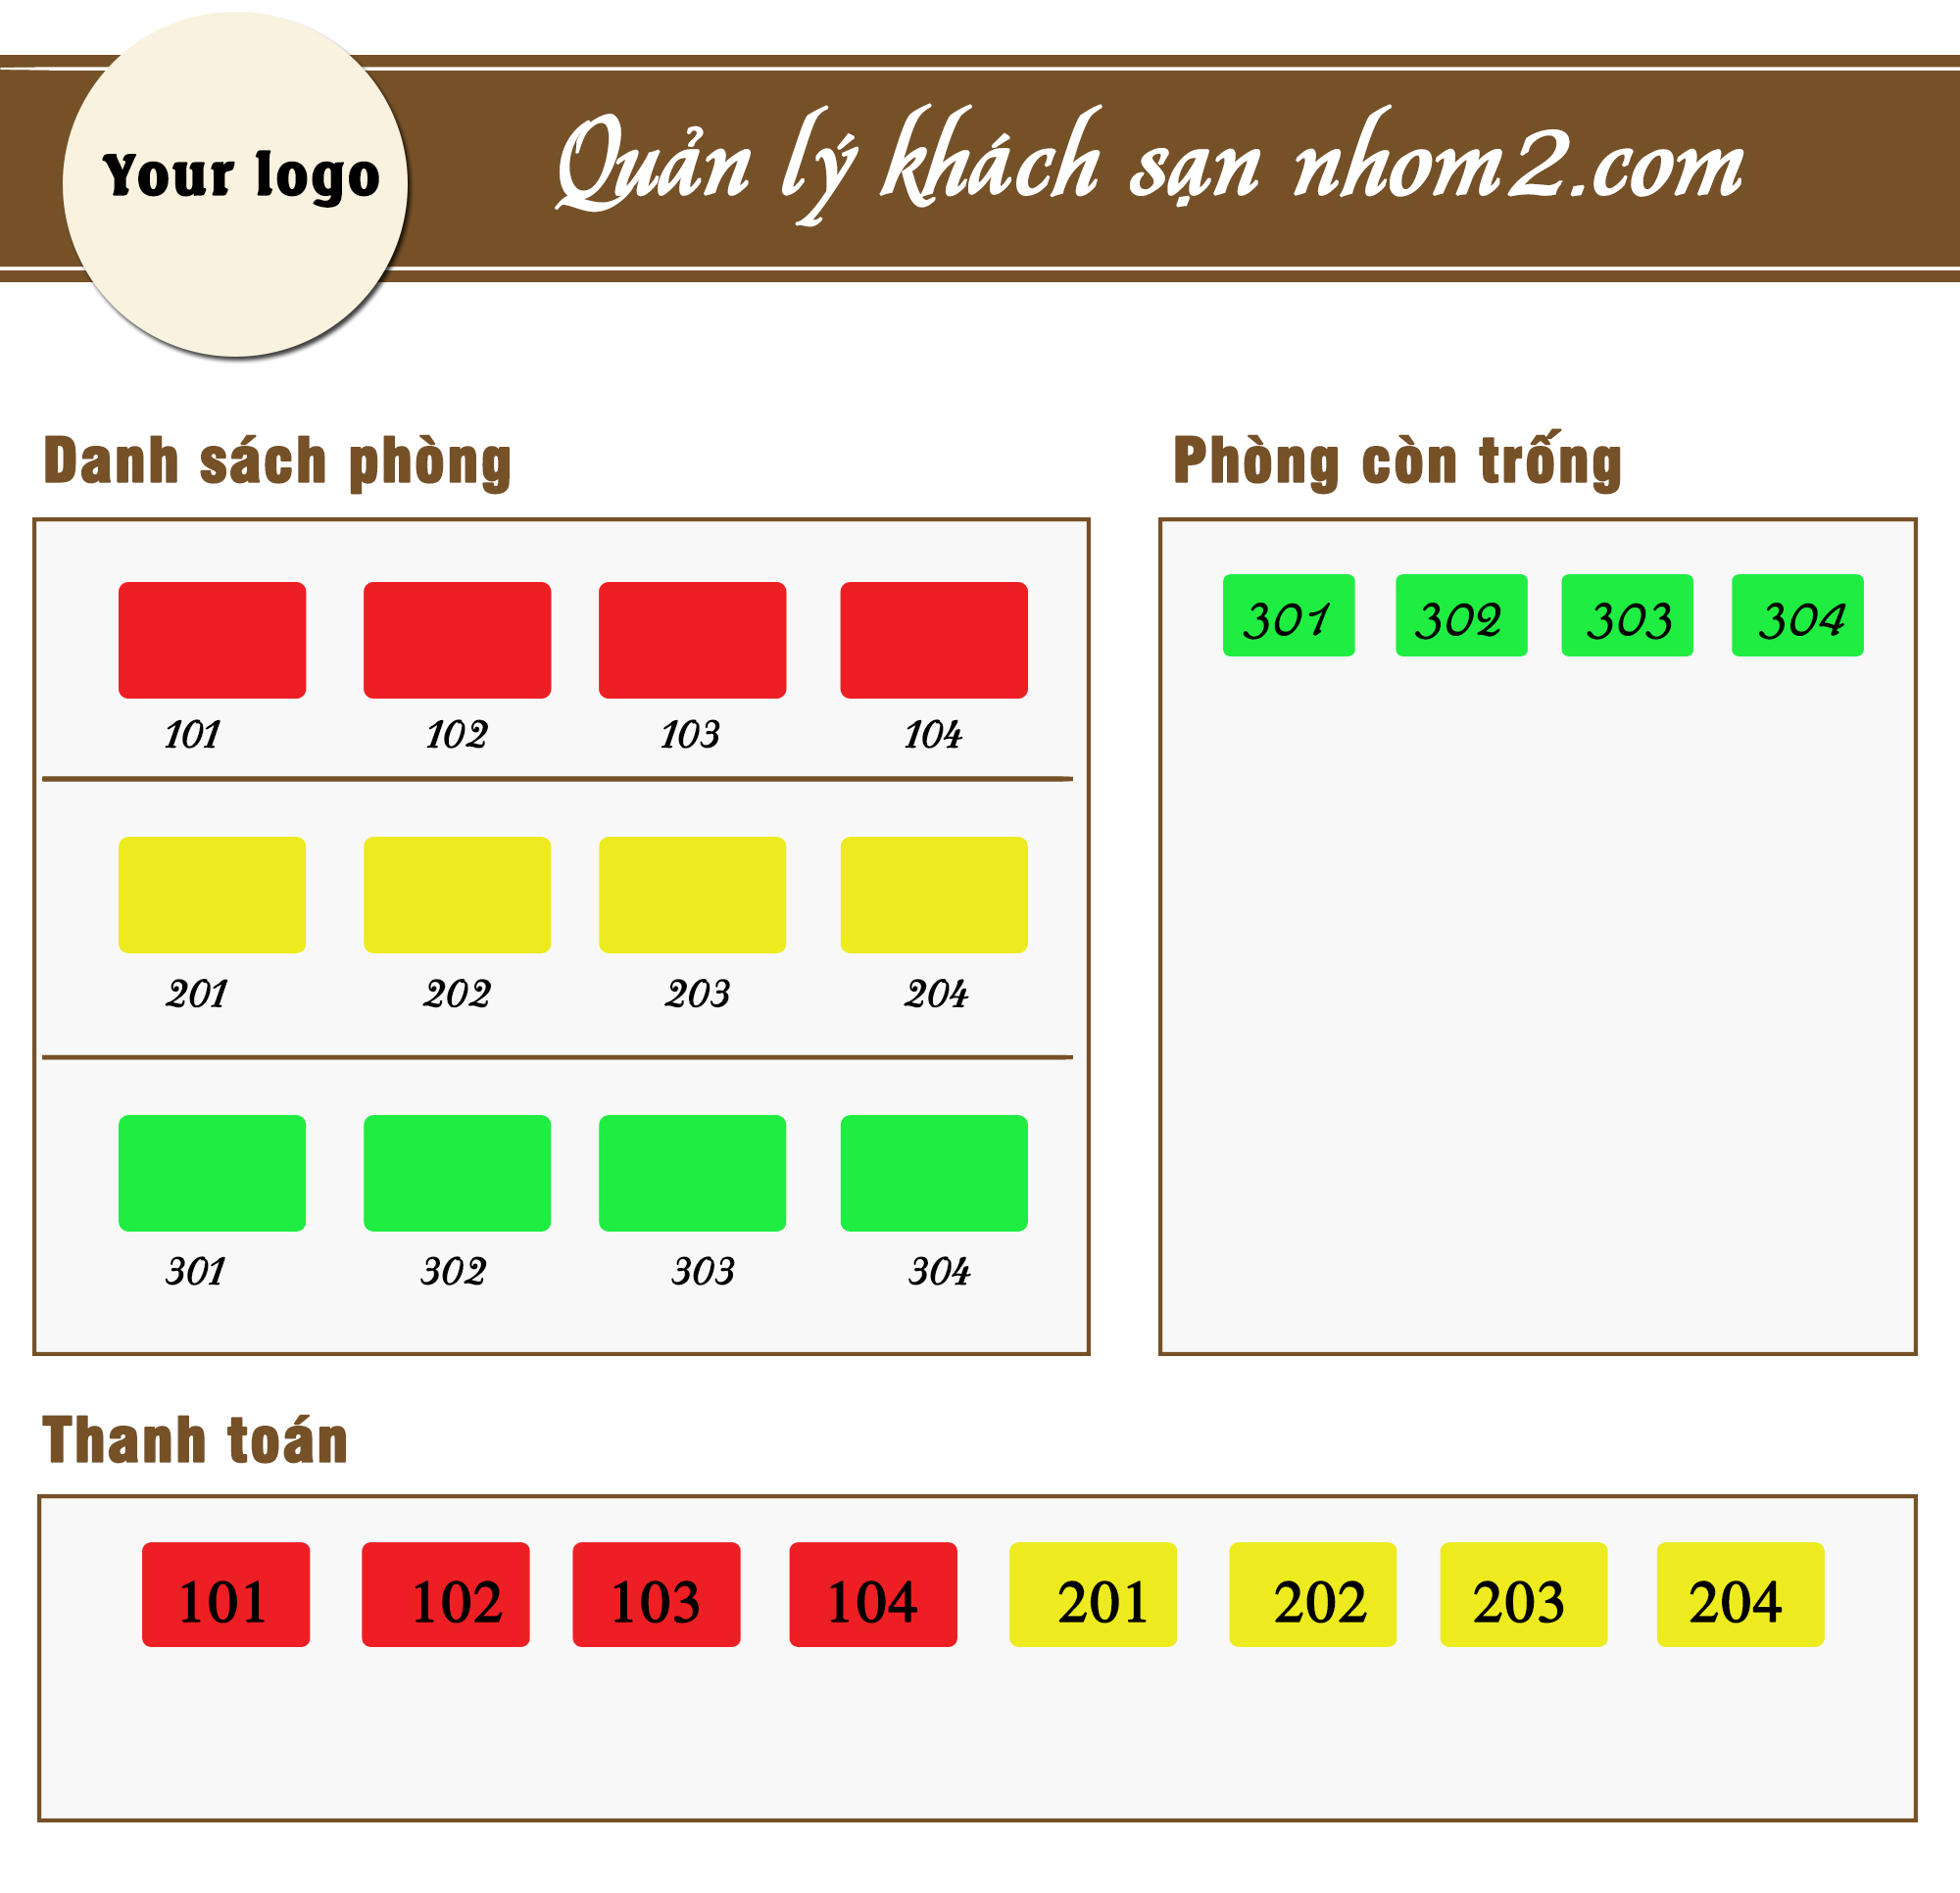 Your logo
Quản lý khách sạn nhom2.com
Danh sách phòng
101 102 103 104
201 202 203 204
301 302 303 304
Phòng còn trống
301 302 303 304
Thanh toán
101 102 103 104 201 202 203 204